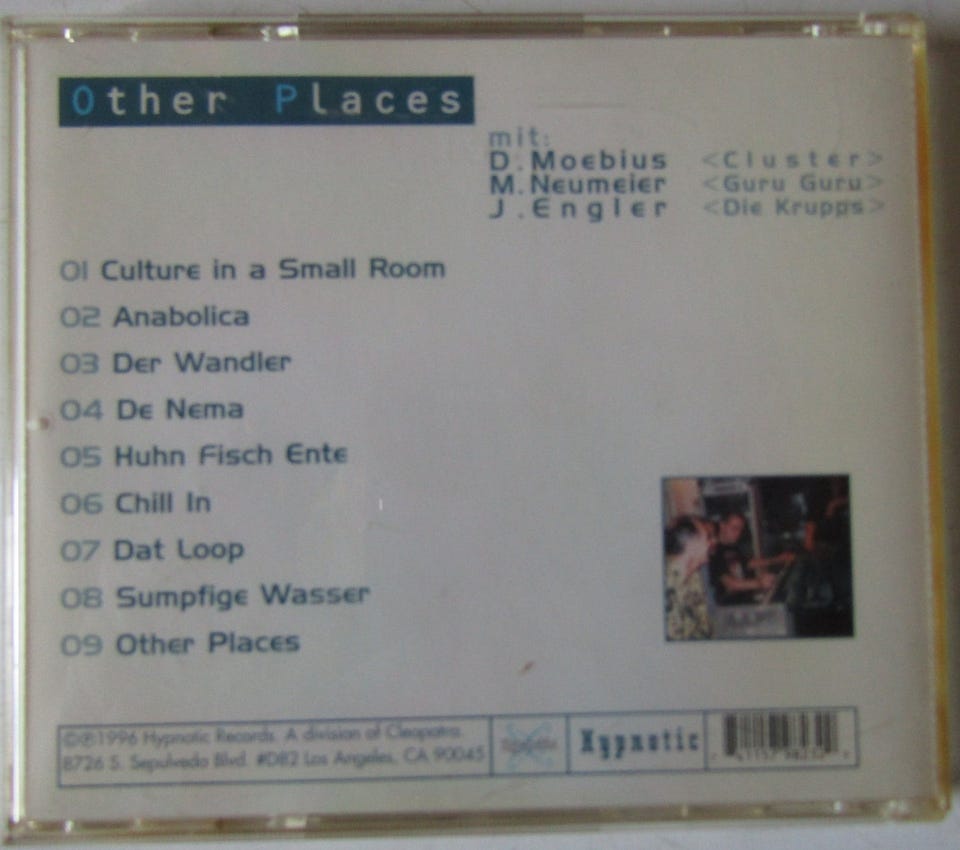 Other Places
mit:
D.Moebius <Cluster>
M.Neumeier <Guru Guru>
J.Engler <Die Krupps>
01 Culture in a Small Room
02 Anabolica
03 Der Wandler
04 De Nema
05 Huhn Fisch Ente
06 Chill In
07 Dat Loop
08 Sumpfige Wasser
09 Other Places
©℗1996 Hypnotic Records. A division of Cleopatra.
8726 S. Sepulveda Blvd. #D82 Los Angeles, CA 90045
Hypnotic